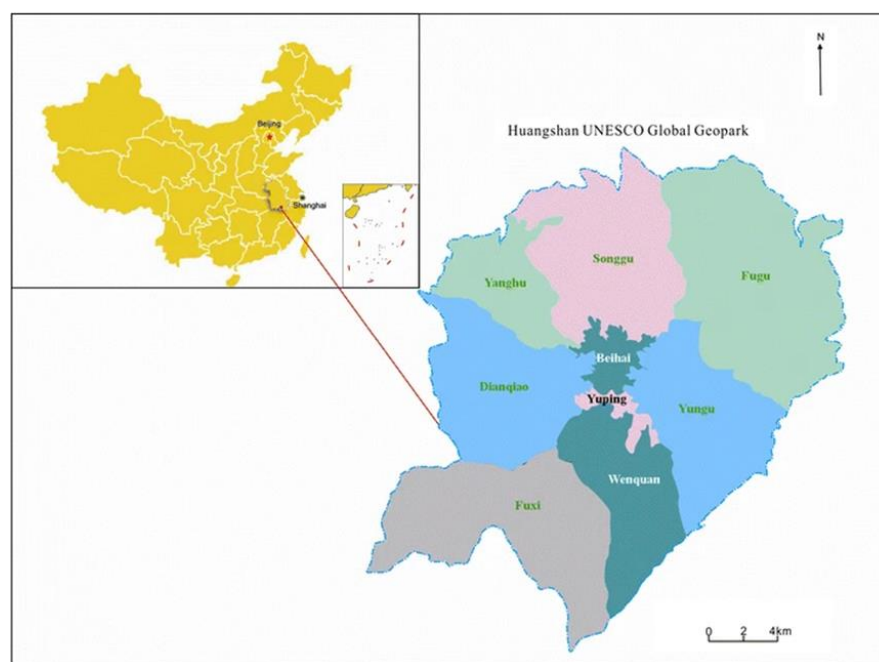 N
Beijing
Shanghai
Huangshan UNESCO Global Geopark
Songgu
Fugu
Yanghu
Beihai
Dianqiao
Yuping
Yungu
Wenquan
Fuxi
0 2 4km